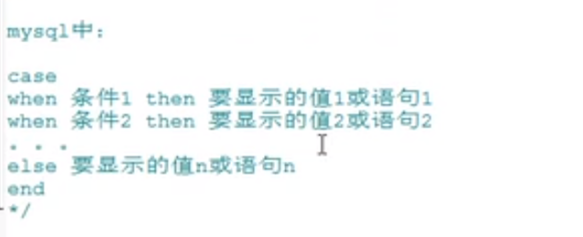 mysql中：
case
when 条件1 then 要显示的值1或语句1
when 条件2 then 要显示的值2或语句2
. . .
else 要显示的值n或语句n
end
*/